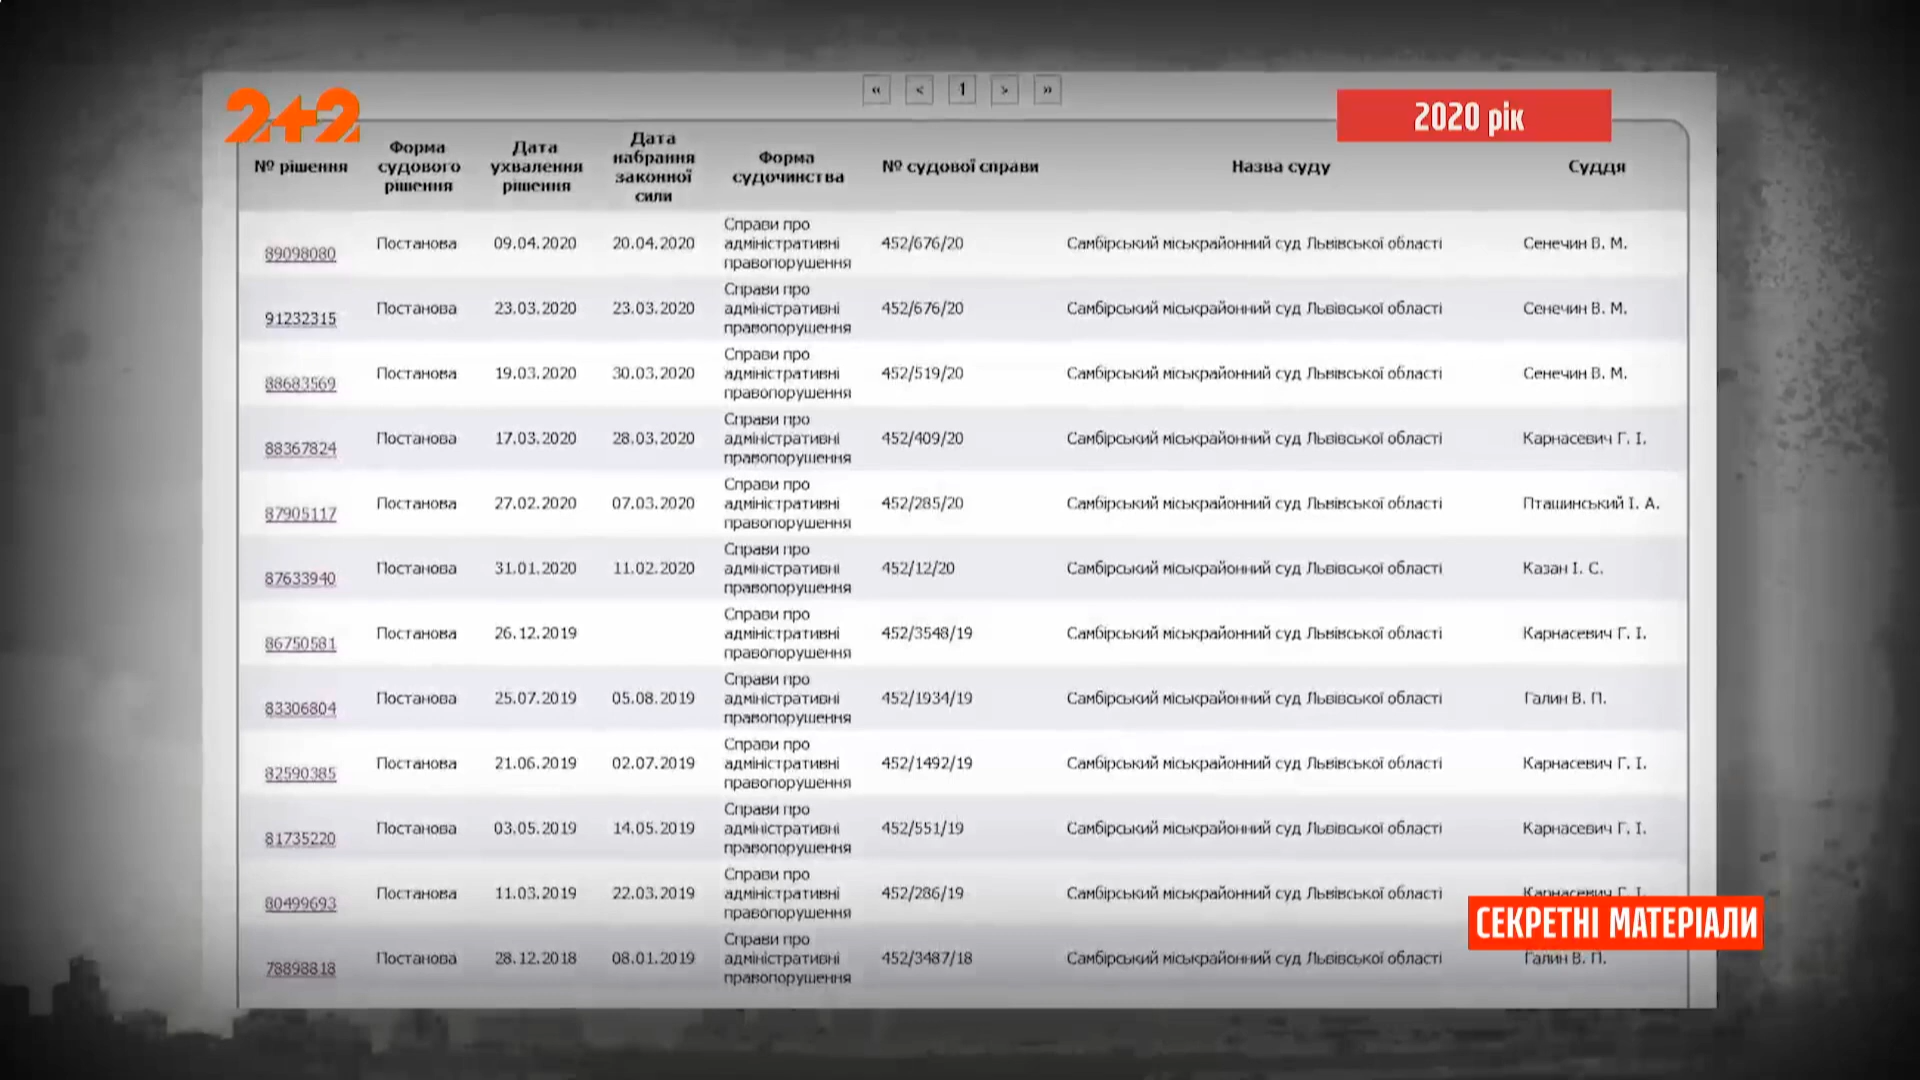 « < 1 > »
2+2
2020 рік
№ рішення Форма судового рішення Дата ухвалення рішення Дата набрання законної сили Форма судочинства № судової справи Назва суду Суддя
89098080 Постанова 09.04.2020 20.04.2020 Справи про адміністративні правопорушення 452/676/20 Самбірський міськрайонний суд Львівської області Сенечин В. М.
91232315 Постанова 23.03.2020 23.03.2020 Справи про адміністративні правопорушення 452/676/20 Самбірський міськрайонний суд Львівської області Сенечин В. М.
88683569 Постанова 19.03.2020 30.03.2020 Справи про адміністративні правопорушення 452/519/20 Самбірський міськрайонний суд Львівської області Сенечин В. М.
88367824 Постанова 17.03.2020 28.03.2020 Справи про адміністративні правопорушення 452/409/20 Самбірський міськрайонний суд Львівської області Карнасевич Г. І.
87905117 Постанова 27.02.2020 07.03.2020 Справи про адміністративні правопорушення 452/285/20 Самбірський міськрайонний суд Львівської області Пташинський І. А.
87633940 Постанова 31.01.2020 11.02.2020 Справи про адміністративні правопорушення 452/12/20 Самбірський міськрайонний суд Львівської області Казан І. С.
86750581 Постанова 26.12.2019 Справи про адміністративні правопорушення 452/3548/19 Самбірський міськрайонний суд Львівської області Карнасевич Г. І.
83306804 Постанова 25.07.2019 05.08.2019 Справи про адміністративні правопорушення 452/1934/19 Самбірський міськрайонний суд Львівської області Галин В. П.
82590385 Постанова 21.06.2019 02.07.2019 Справи про адміністративні правопорушення 452/1492/19 Самбірський міськрайонний суд Львівської області Карнасевич Г. І.
81735220 Постанова 03.05.2019 14.05.2019 Справи про адміністративні правопорушення 452/551/19 Самбірський міськрайонний суд Львівської області Карнасевич Г. І.
80499693 Постанова 11.03.2019 22.03.2019 Справи про адміністративні правопорушення 452/286/19 Самбірський міськрайонний суд Львівської області Карнасевич Г. І.
78898818 Постанова 28.12.2018 08.01.2019 Справи про адміністративні правопорушення 452/3487/18 Самбірський міськрайонний суд Львівської області Галин В. П.
СЕКРЕТНІ МАТЕРІАЛИ